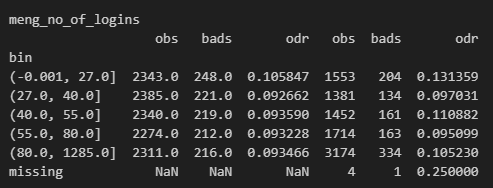 meng_no_of_logins
obs bads odr obs bads odr
bin
(-0.001, 27.0] 2343.0 248.0 0.105847 1553 204 0.131359
(27.0, 40.0] 2385.0 221.0 0.092662 1381 134 0.097031
(40.0, 55.0] 2340.0 219.0 0.093590 1452 161 0.110882
(55.0, 80.0] 2274.0 212.0 0.093228 1714 163 0.095099
(80.0, 1285.0] 2311.0 216.0 0.093466 3174 334 0.105230
missing NaN NaN NaN 4 1 0.250000